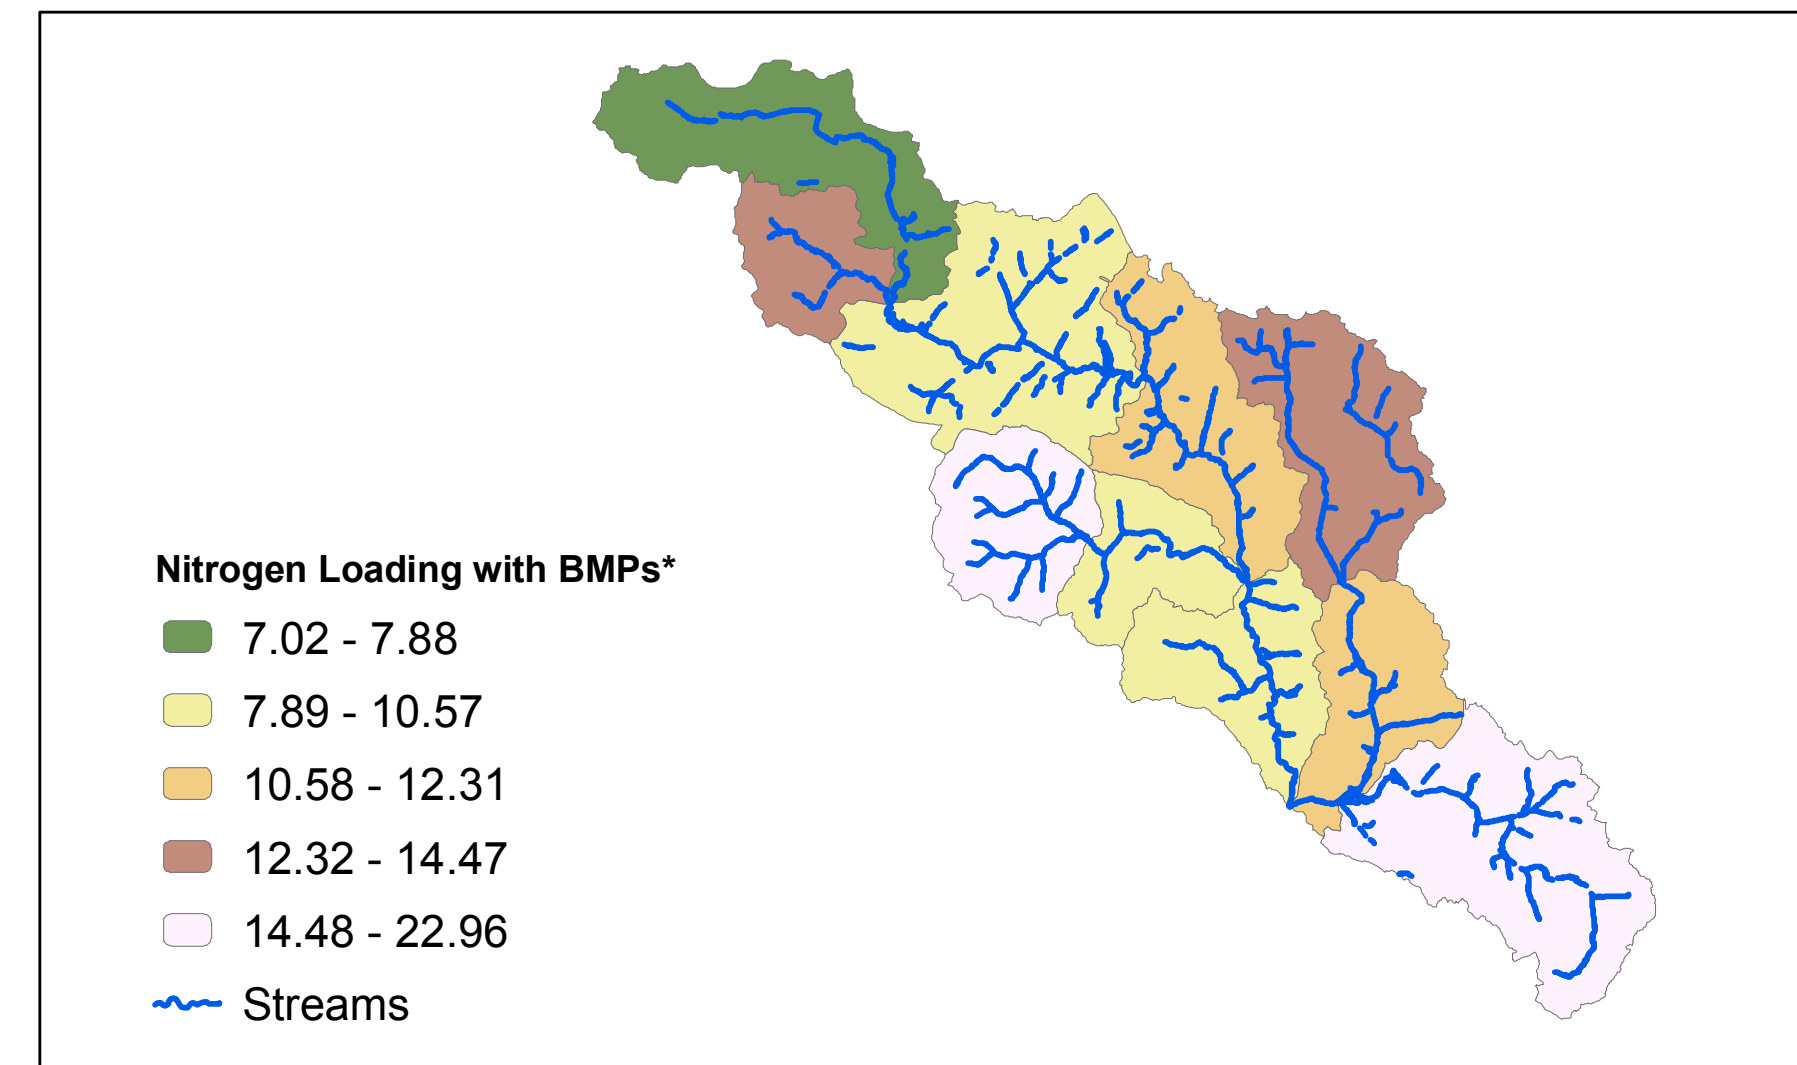 Nitrogen Loading with BMPs*
7.02 - 7.88
7.89 - 10.57
10.58 - 12.31
12.32 - 14.47
14.48 - 22.96
Streams